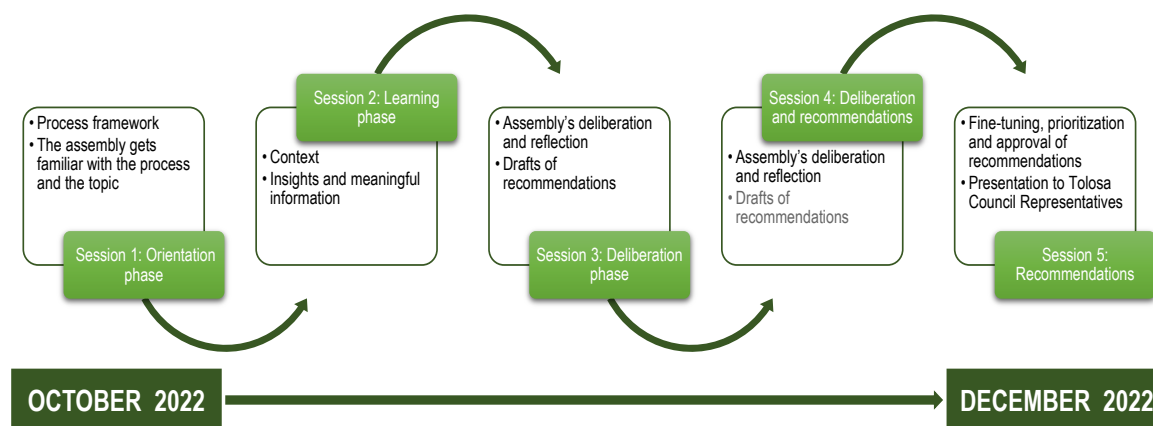 • Process framework
• The assembly gets
familiar with the process
and the topic
Session 1: Orientation
phase
Session 2: Learning
phase
• Context
• Insights and meaningful
information
• Assembly’s deliberation
and reflection
• Drafts of
recommendations
Session 3: Deliberation
phase
Session 4: Deliberation
and recommendations
• Assembly’s deliberation
and reflection
• Drafts of
recommendations
• Fine-tuning, prioritization
and approval of
recommendations
• Presentation to Tolosa
Council Representatives
Session 5:
Recommendations
OCTOBER 2022
DECEMBER 2022